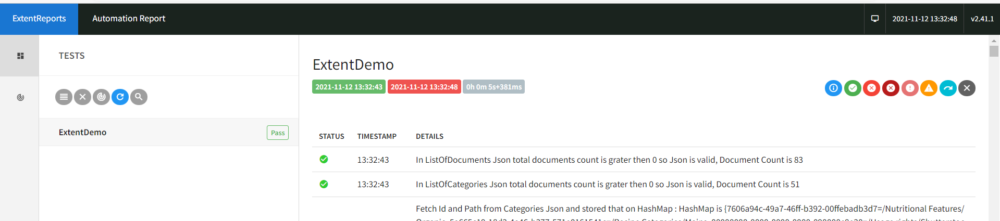 ExtentReports
Automation Report
2021-11-12 13:32:48
v2.41.1
TESTS
ExtentDemo
Pass
ExtentDemo
2021-11-12 13:32:43 2021-11-12 13:32:48 0h 0m 5s+381ms
STATUS TIMESTAMP DETAILS
13:32:43 In ListOfDocuments Json total documents count is grater then 0 so Json is valid, Document Count is 83
13:32:43 In ListOfCategories Json total documents count is grater then 0 so Json is valid, Document Count is 51
Fetch Id and Path from Categories Json and stored that on HashMap : HashMap is {7606a94c-49a7-46ff-b392-00ffebadb3d7=/Nutritional Features/